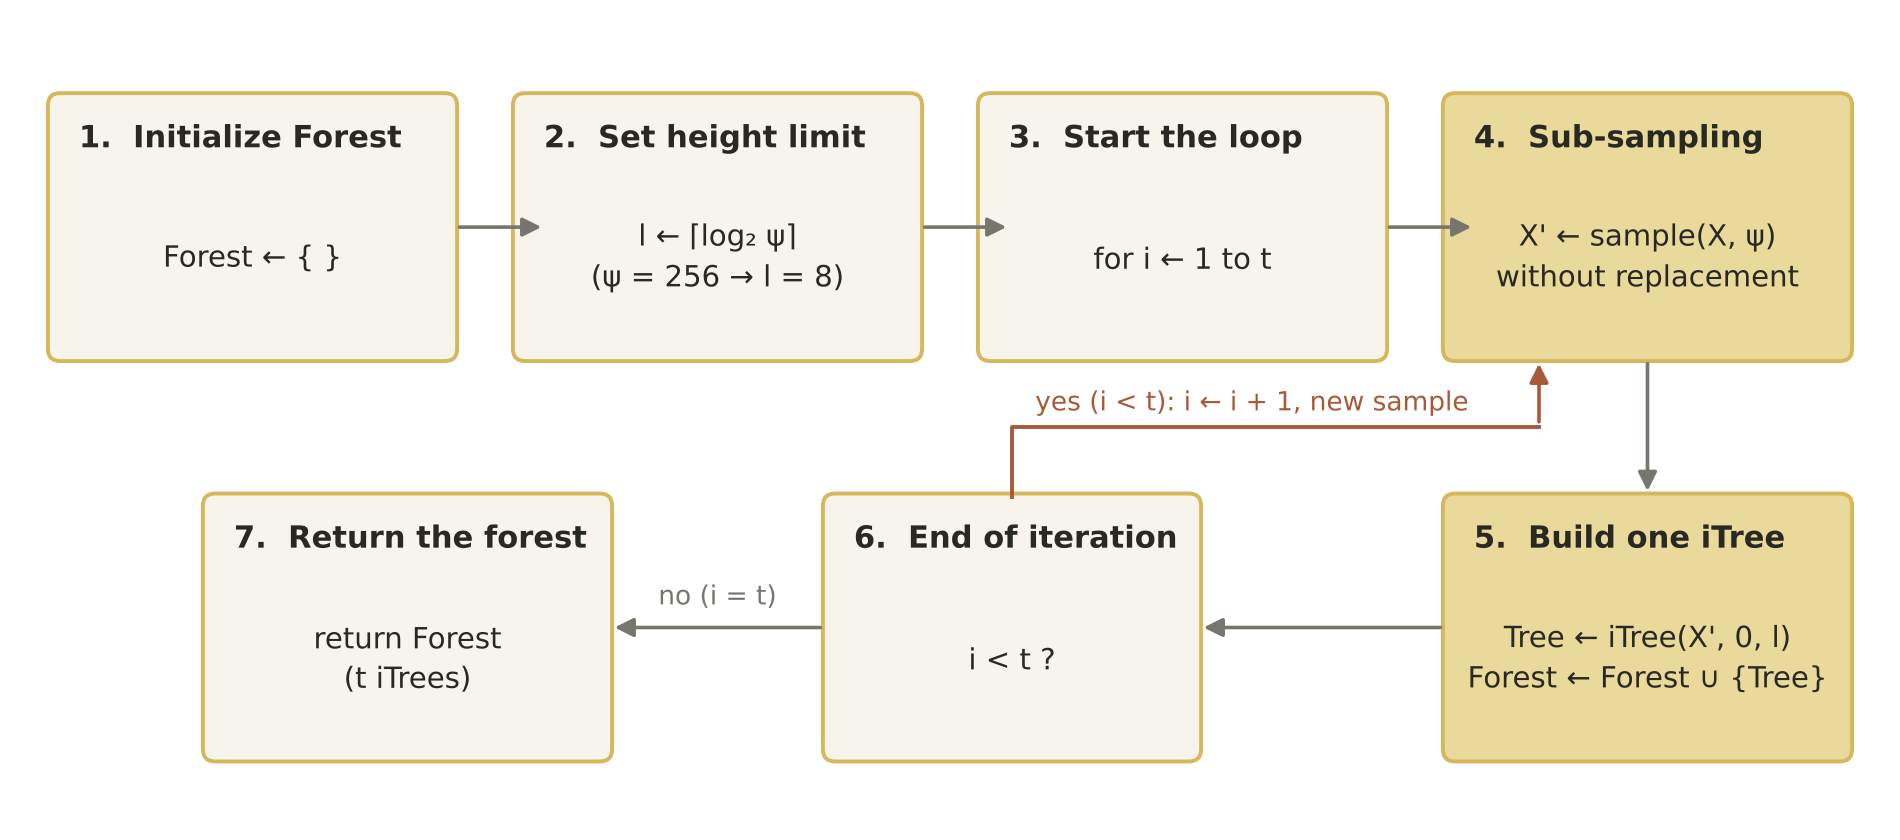 1.  Initialize Forest
Forest ← { }
2.  Set height limit
l ← ⌈log₂ ψ⌉
(ψ = 256 → l = 8)
3.  Start the loop
for i ← 1 to t
4.  Sub-sampling
X' ← sample(X, ψ)
without replacement
yes (i < t): i ← i + 1, new sample
5.  Build one iTree
Tree ← iTree(X', 0, l)
Forest ← Forest ∪ {Tree}
6.  End of iteration
i < t ?
no (i = t)
7.  Return the forest
return Forest
(t iTrees)